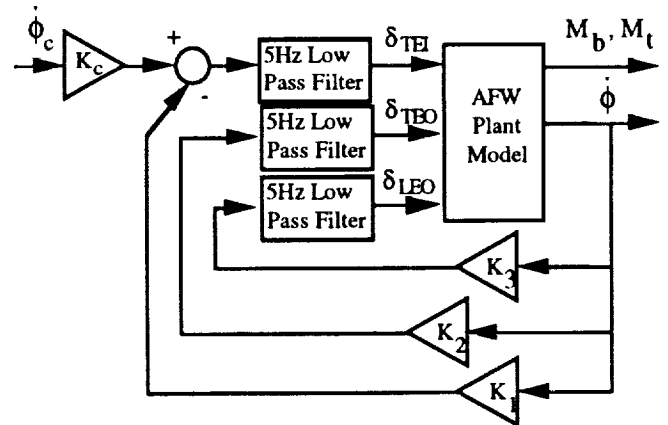 φ̇c
Kc
+
-
5Hz Low
Pass Filter
δTEI
5Hz Low
Pass Filter
δTEO
5Hz Low
Pass Filter
δLEO
AFW
Plant
Model
Mb, Mt
φ̇
K3
K2
K1